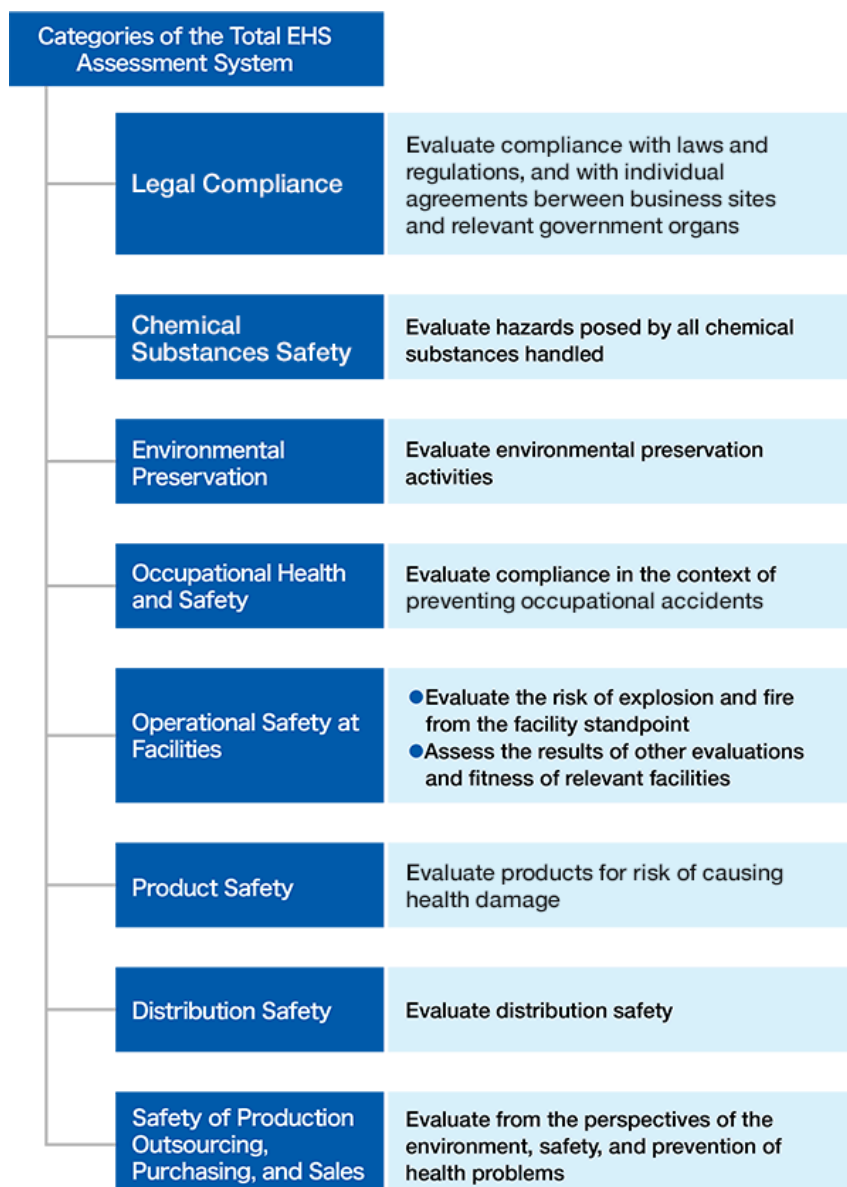 Categories of the Total EHS
Assessment System
Legal Compliance
Evaluate compliance with laws and
regulations, and with individual
agreements berween business sites
and relevant government organs
Chemical
Substances Safety
Evaluate hazards posed by all chemical
substances handled
Environmental
Preservation
Evaluate environmental preservation
activities
Occupational Health
and Safety
Evaluate compliance in the context of
preventing occupational accidents
Operational Safety at
Facilities
●Evaluate the risk of explosion and fire
from the facility standpoint
●Assess the results of other evaluations
and fitness of relevant facilities
Product Safety
Evaluate products for risk of causing
health damage
Distribution Safety
Evaluate distribution safety
Safety of Production
Outsourcing,
Purchasing, and Sales
Evaluate from the perspectives of the
environment, safety, and prevention of
health problems